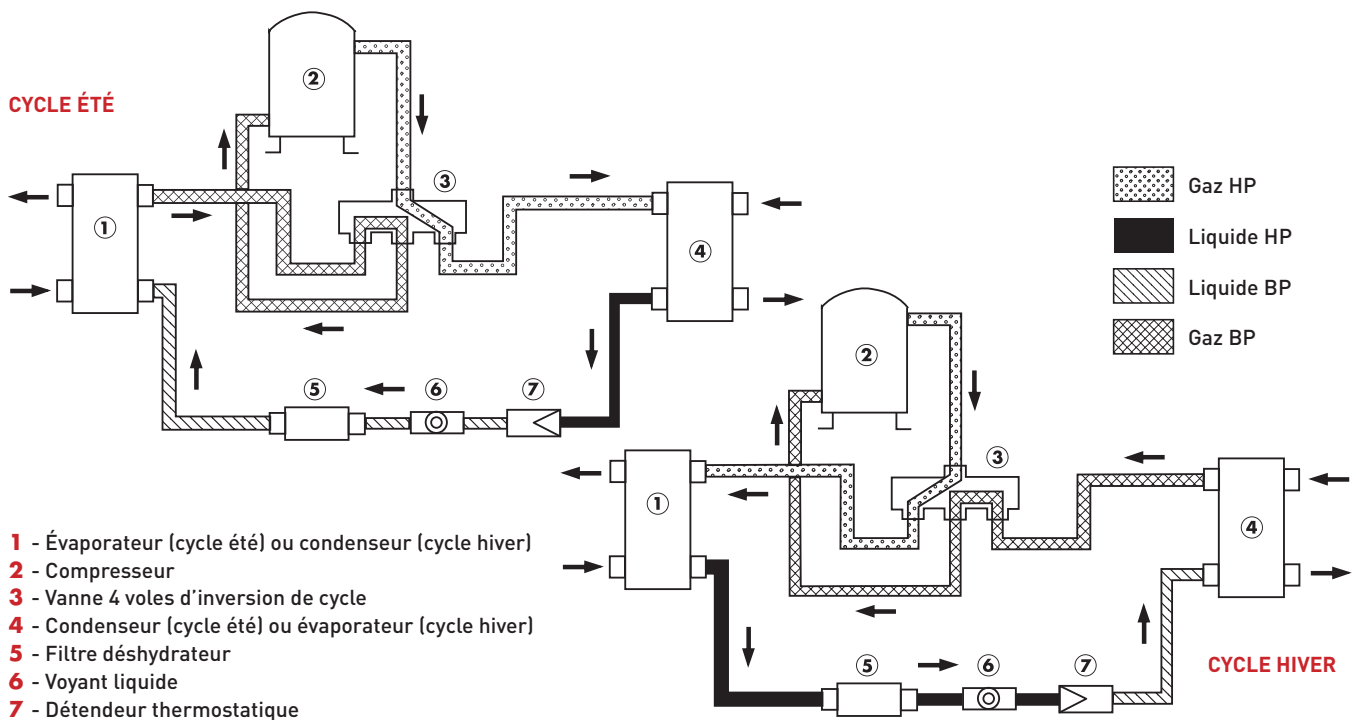 CYCLE ÉTÉ
2
3
1
4
5
6
7
Gaz HP
Liquide HP
Liquide BP
Gaz BP
2
3
1
4
5
6
7
CYCLE HIVER
1 - Évaporateur (cycle été) ou condenseur (cycle hiver)
2 - Compresseur
3 - Vanne 4 voles d'inversion de cycle
4 - Condenseur (cycle été) ou évaporateur (cycle hiver)
5 - Filtre déshydrateur
6 - Voyant liquide
7 - Détendeur thermostatique